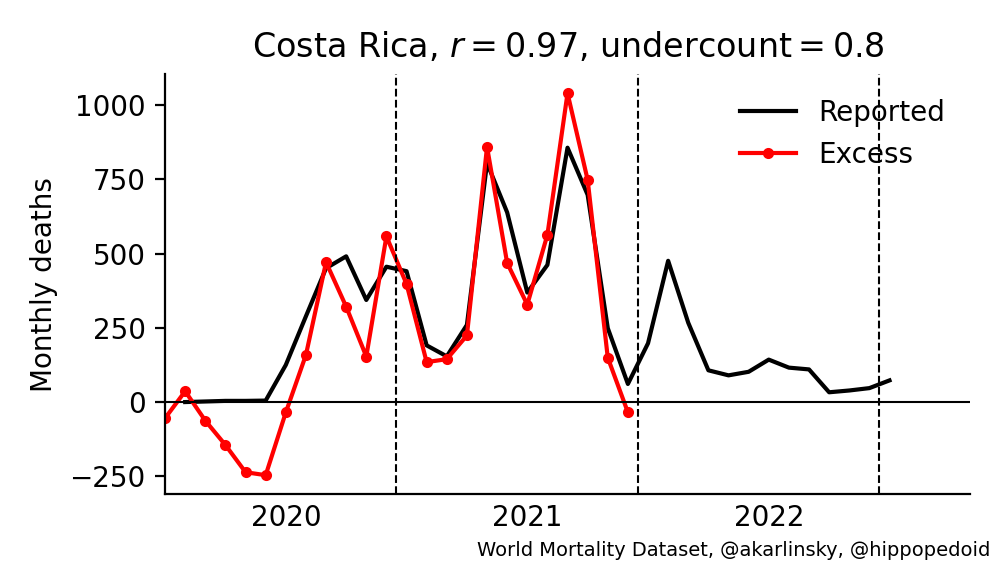 Costa Rica, r = 0.97, undercount = 0.8
1000
750
500
250
0
−250
Monthly deaths
Reported
Excess
2020 2021 2022
World Mortality Dataset, @akarlinsky, @hippopedoid